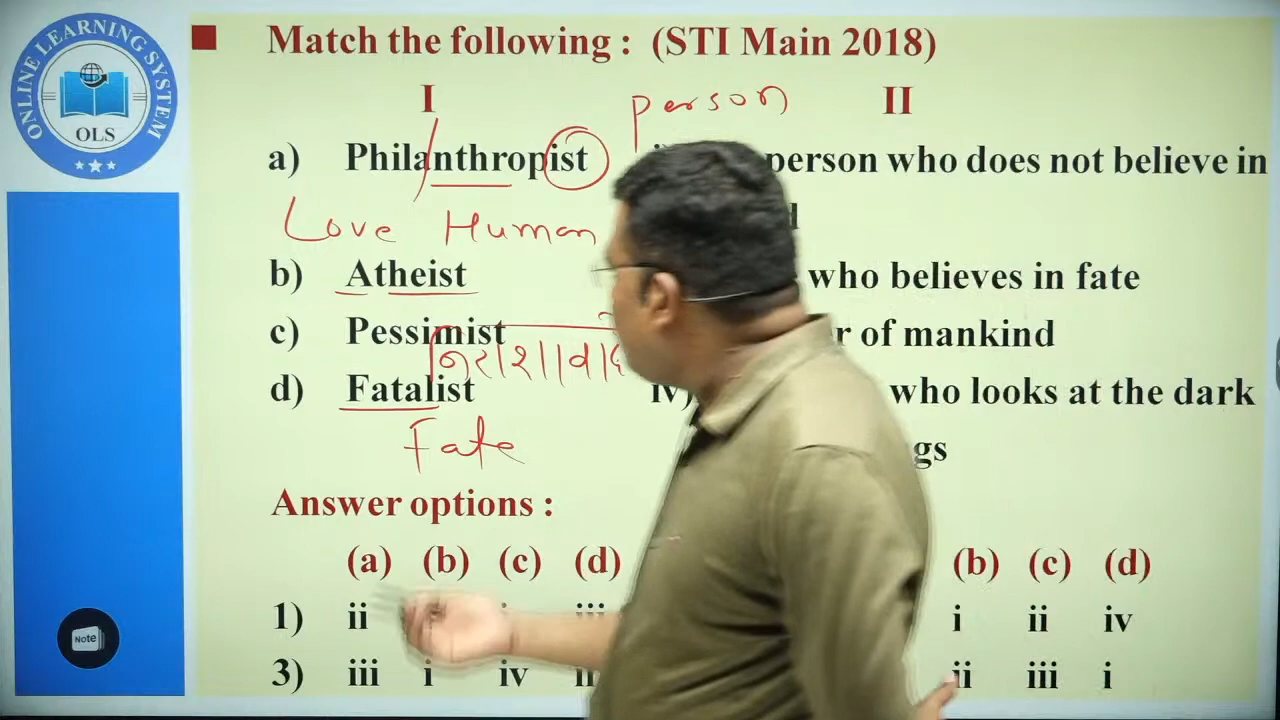 ONLINE LEARNING SYSTEM
OLS
Match the following : (STI Main 2018)
I II
person
a) Philanthropist person who does not believe in
Love Human
b) Atheist who believes in fate
c) Pessimist of mankind
d) Fatalist iv) who looks at the dark
Fate
Answer options :
(a) (b) (c) (d) (b) (c) (d)
1) ii iii i ii iv
3) iii i iv ii iii i
Note